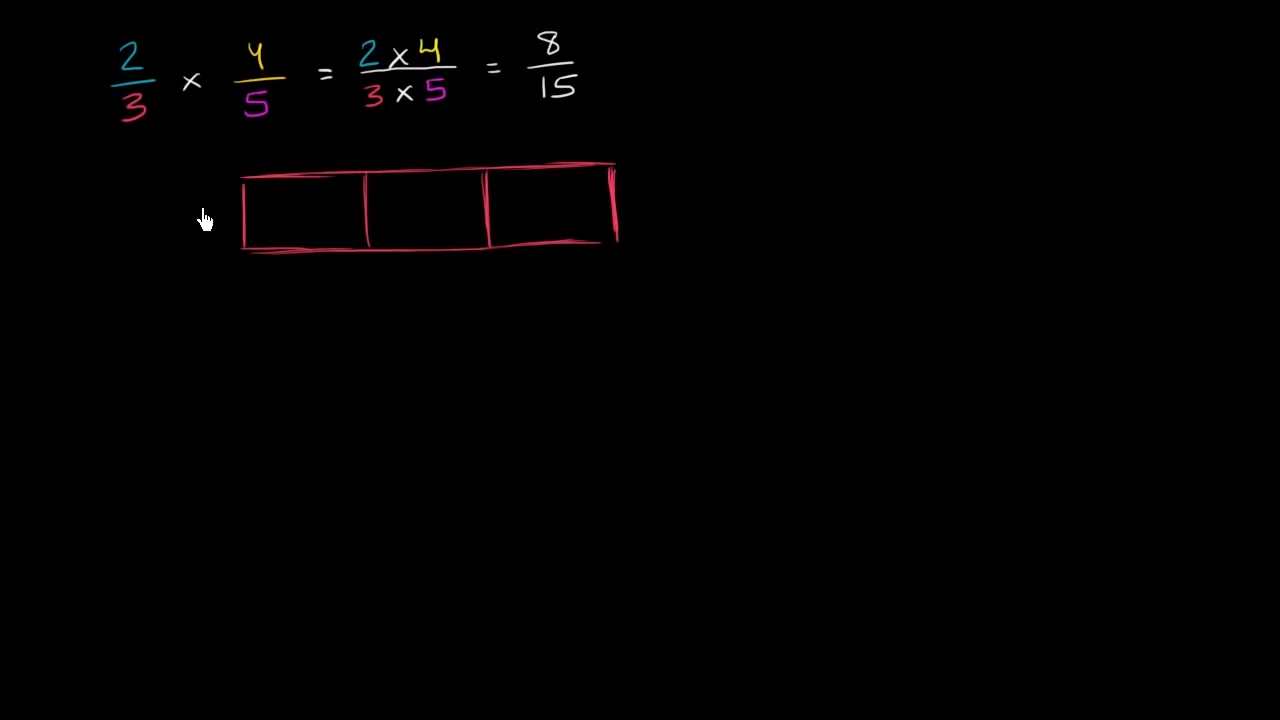 2/3 × 4/5 = 2 × 4 / 3 × 5 = 8/15